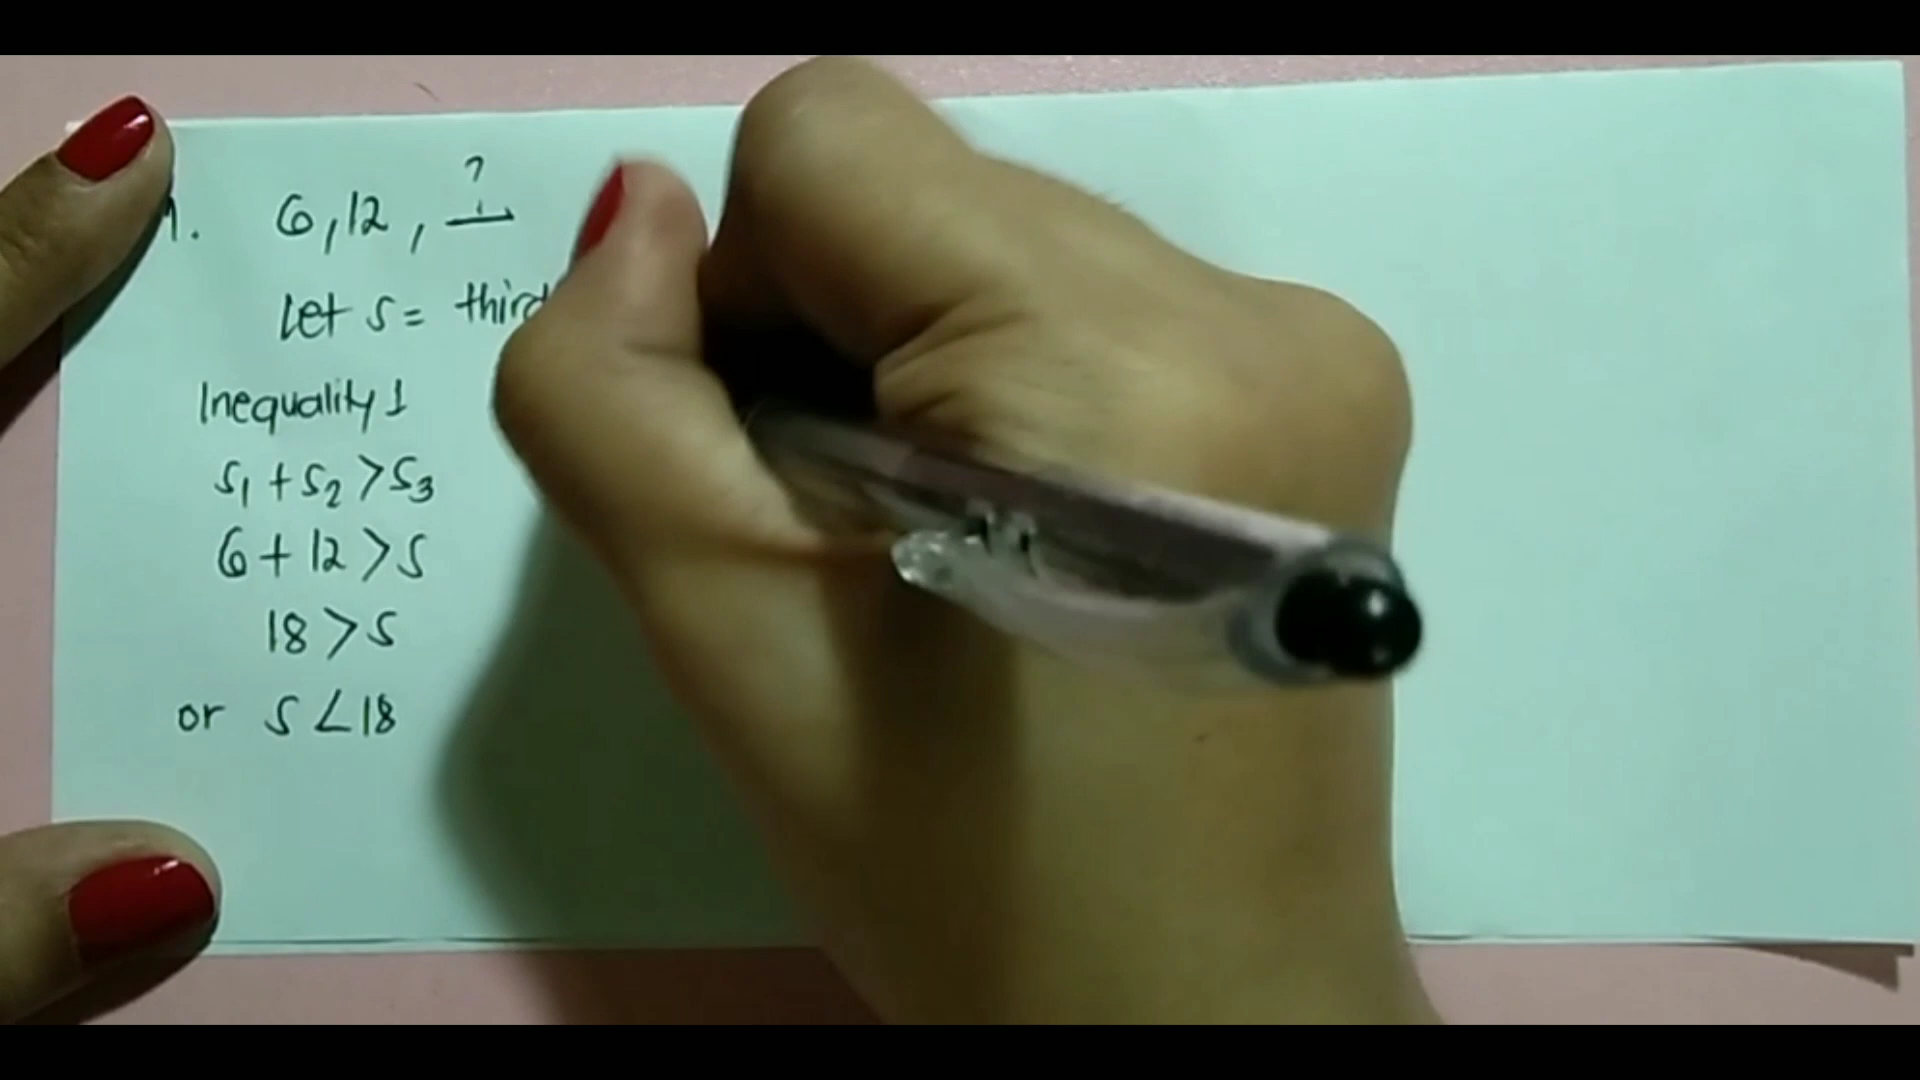 6, 12, ?
Let s = third
Inequality 1
s₁ + s₂ > s₃
6 + 12 > s
18 > s
or s < 18